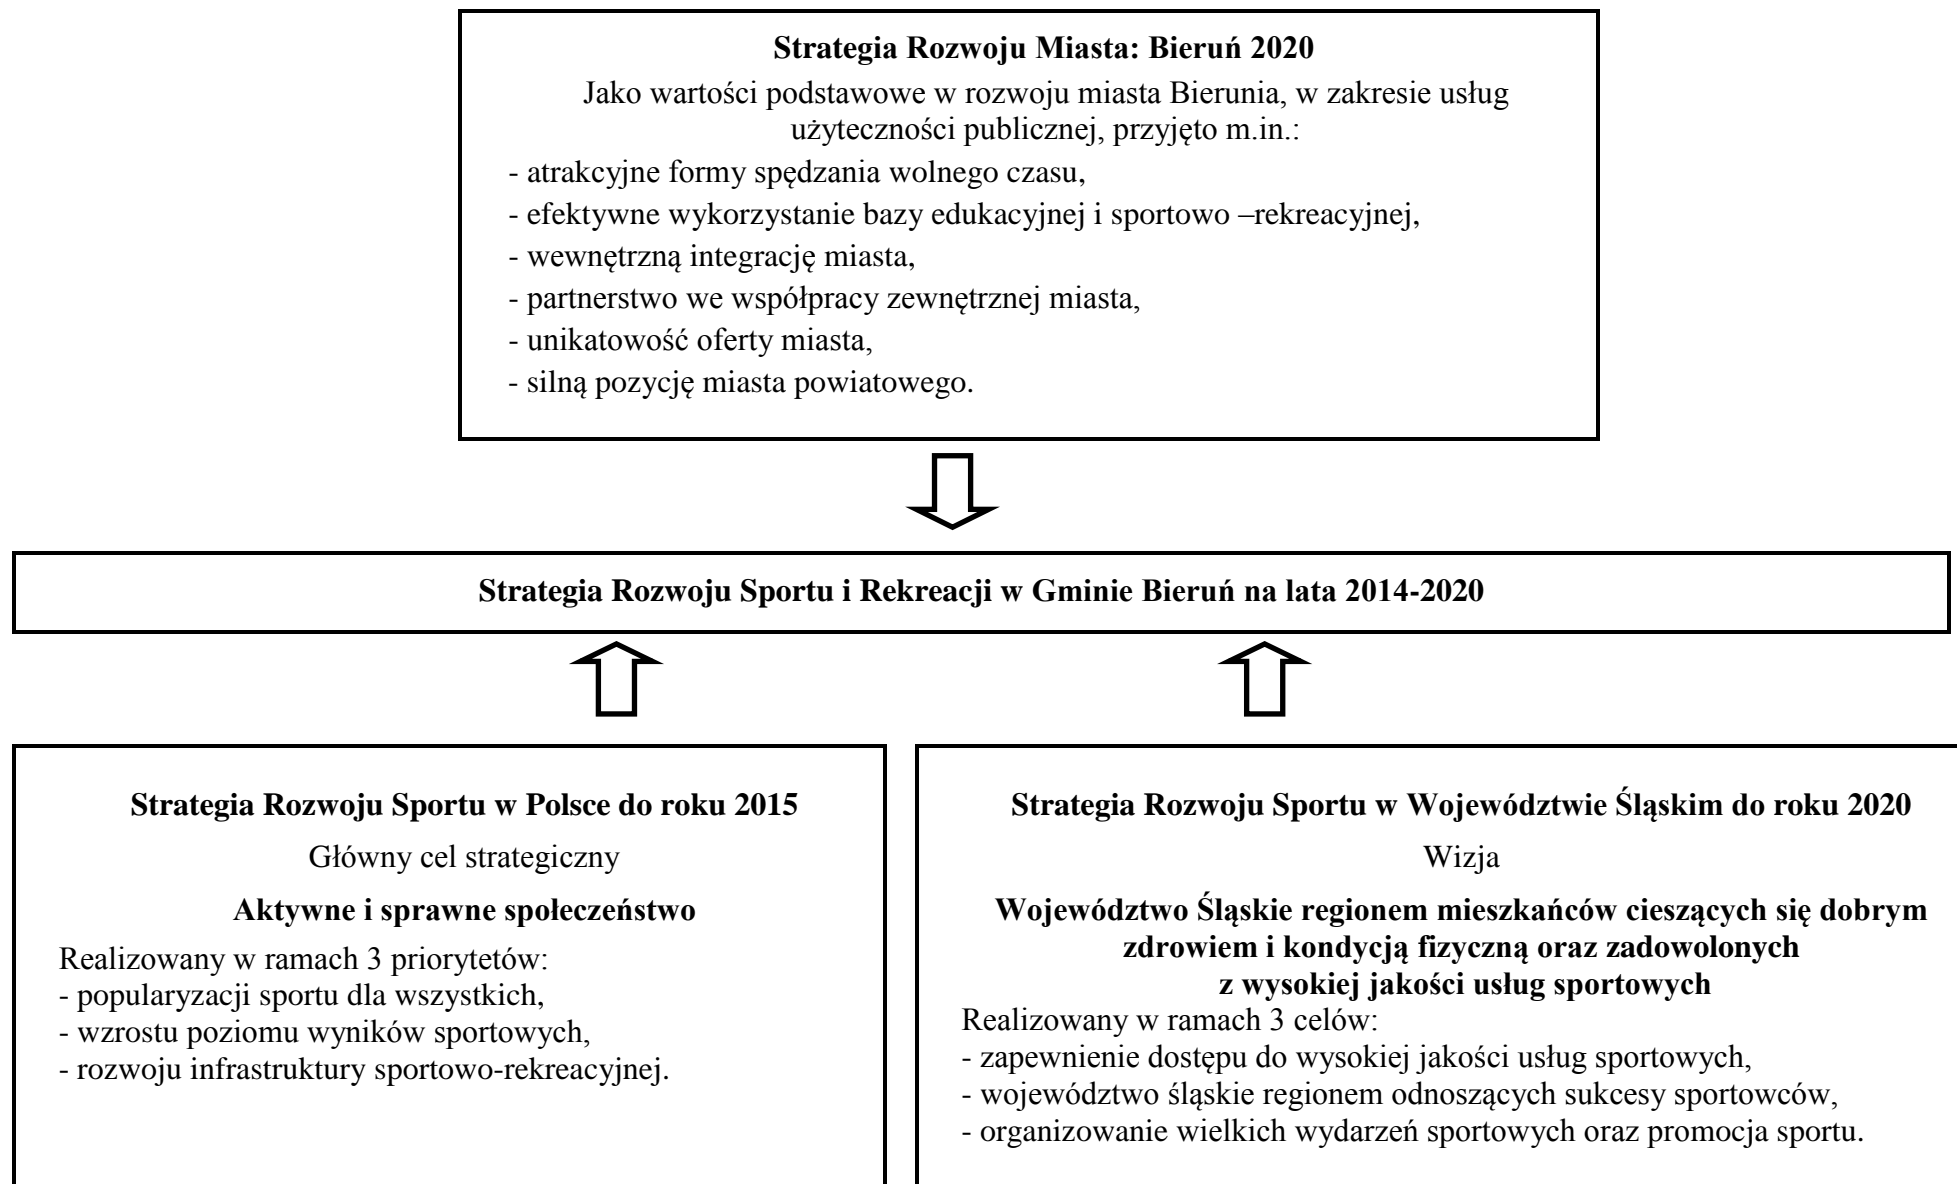 Strategia Rozwoju Miasta: Bieruń 2020
Jako wartości podstawowe w rozwoju miasta Bierunia, w zakresie usług
użyteczności publicznej, przyjęto m.in.:
- atrakcyjne formy spędzania wolnego czasu,
- efektywne wykorzystanie bazy edukacyjnej i sportowo –rekreacyjnej,
- wewnętrzną integrację miasta,
- partnerstwo we współpracy zewnętrznej miasta,
- unikatowość oferty miasta,
- silną pozycję miasta powiatowego.
Strategia Rozwoju Sportu i Rekreacji w Gminie Bieruń na lata 2014-2020
Strategia Rozwoju Sportu w Polsce do roku 2015
Główny cel strategiczny
Aktywne i sprawne społeczeństwo
Realizowany w ramach 3 priorytetów:
- popularyzacji sportu dla wszystkich,
- wzrostu poziomu wyników sportowych,
- rozwoju infrastruktury sportowo-rekreacyjnej.
Strategia Rozwoju Sportu w Województwie Śląskim do roku 2020
Wizja
Województwo Śląskie regionem mieszkańców cieszących się dobrym
zdrowiem i kondycją fizyczną oraz zadowolonych
z wysokiej jakości usług sportowych
Realizowany w ramach 3 celów:
- zapewnienie dostępu do wysokiej jakości usług sportowych,
- województwo śląskie regionem odnoszących sukcesy sportowców,
- organizowanie wielkich wydarzeń sportowych oraz promocja sportu.